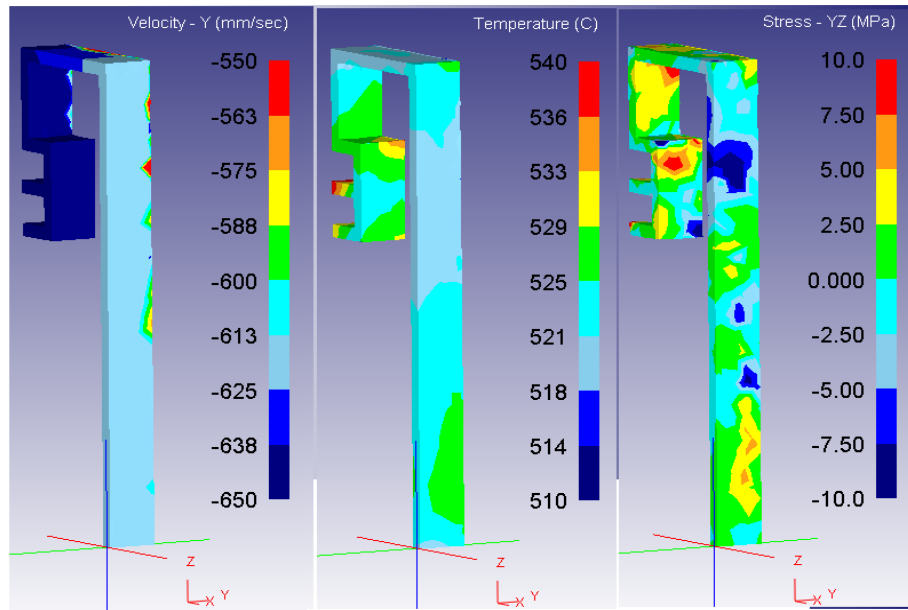 Velocity - Y (mm/sec)
-550
-563
-575
-588
-600
-613
-625
-638
-650
Z
Y
X
Temperature (C)
540
536
533
529
525
521
518
514
510
Z
Y
X
Stress - YZ (MPa)
10.0
7.50
5.00
2.50
0.000
-2.50
-5.00
-7.50
-10.0
Z
Y
X